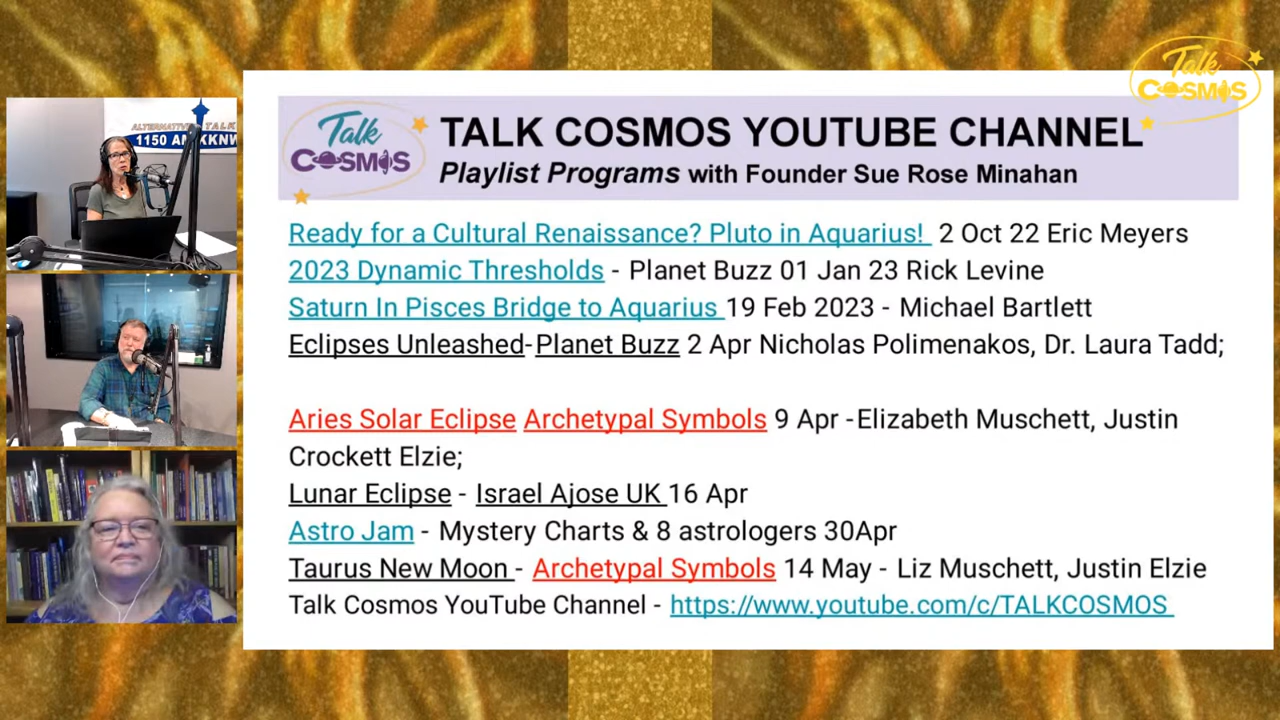 ALTERNATIVE TALK
1150 AM KKNW
Talk
COSMOS
Talk
COSMOS
TALK COSMOS YOUTUBE CHANNEL
Playlist Programs with Founder Sue Rose Minahan
Ready for a Cultural Renaissance? Pluto in Aquarius! 2 Oct 22 Eric Meyers
2023 Dynamic Thresholds - Planet Buzz 01 Jan 23 Rick Levine
Saturn In Pisces Bridge to Aquarius 19 Feb 2023 - Michael Bartlett
Eclipses Unleashed-Planet Buzz 2 Apr Nicholas Polimenakos, Dr. Laura Tadd;
Aries Solar Eclipse Archetypal Symbols 9 Apr -Elizabeth Muschett, Justin
Crockett Elzie;
Lunar Eclipse - Israel Ajose UK 16 Apr
Astro Jam - Mystery Charts & 8 astrologers 30Apr
Taurus New Moon - Archetypal Symbols 14 May - Liz Muschett, Justin Elzie
Talk Cosmos YouTube Channel - https://www.youtube.com/c/TALKCOSMOS